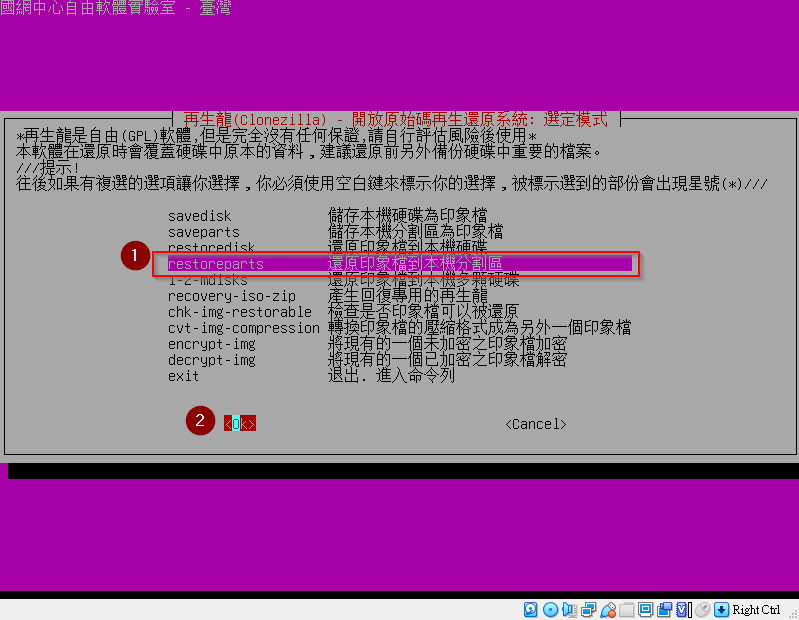 國網中心自由軟體實驗室 - 臺灣
再生龍(Clonezilla) - 開放原始碼再生還原系統: 選定模式
*再生龍是自由(GPL)軟體,但是完全沒有任何保證,請自行評估風險後使用*
本軟體在還原時會覆蓋硬碟中原本的資料，建議還原前另外備份硬碟中重要的檔案。
///提示!
往後如果有複選的選項讓你選擇，你必須使用空白鍵來標示你的選擇，被標示選到的部份會出現星號(*)///
savedisk 儲存本機硬碟為印象檔
saveparts 儲存本機分割區為印象檔
restoredisk 還原印象檔到本機硬碟
1 restoreparts 還原印象檔到本機分割區
1-2-mdisks 還原印象檔到本機多顆硬碟
recovery-iso-zip 產生回復專用的再生龍
chk-img-restorable 檢查是否印象檔可以被還原
cvt-img-compression 轉換印象檔的壓縮格式成為另外一個印象檔
encrypt-img 將現有的一個未加密之印象檔加密
decrypt-img 將現有的一個已加密之印象檔解密
exit 退出. 進入命令列
2 <Ok> <Cancel>
Right Ctrl